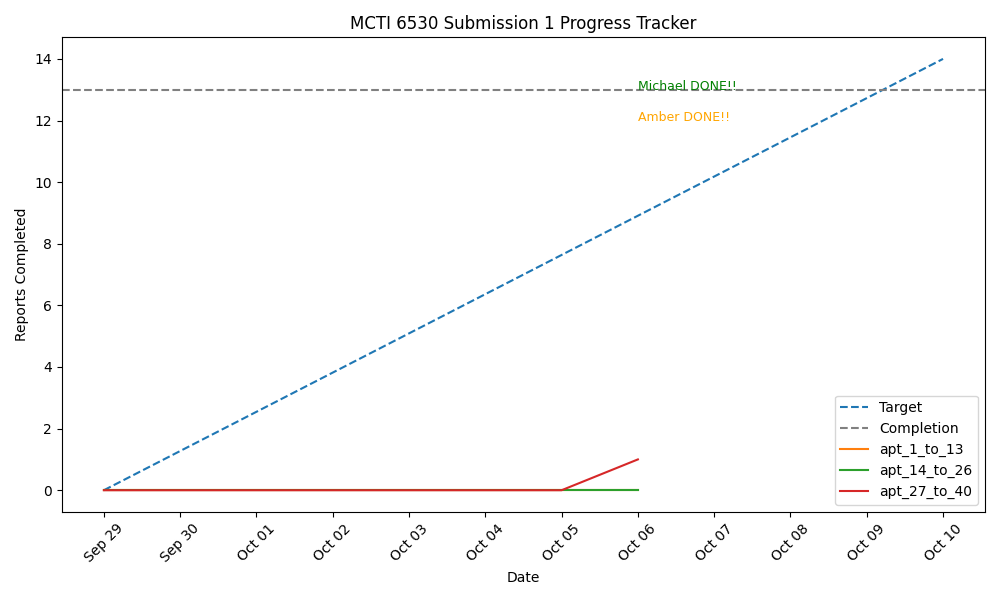 MCTI 6530 Submission 1 Progress Tracker
Reports Completed
14
12
10
8
6
4
2
0
Michael DONE!!
Amber DONE!!
Target
Completion
apt_1_to_13
apt_14_to_26
apt_27_to_40
Sep 29
Sep 30
Oct 01
Oct 02
Oct 03
Oct 04
Oct 05
Oct 06
Oct 07
Oct 08
Oct 09
Oct 10
Date